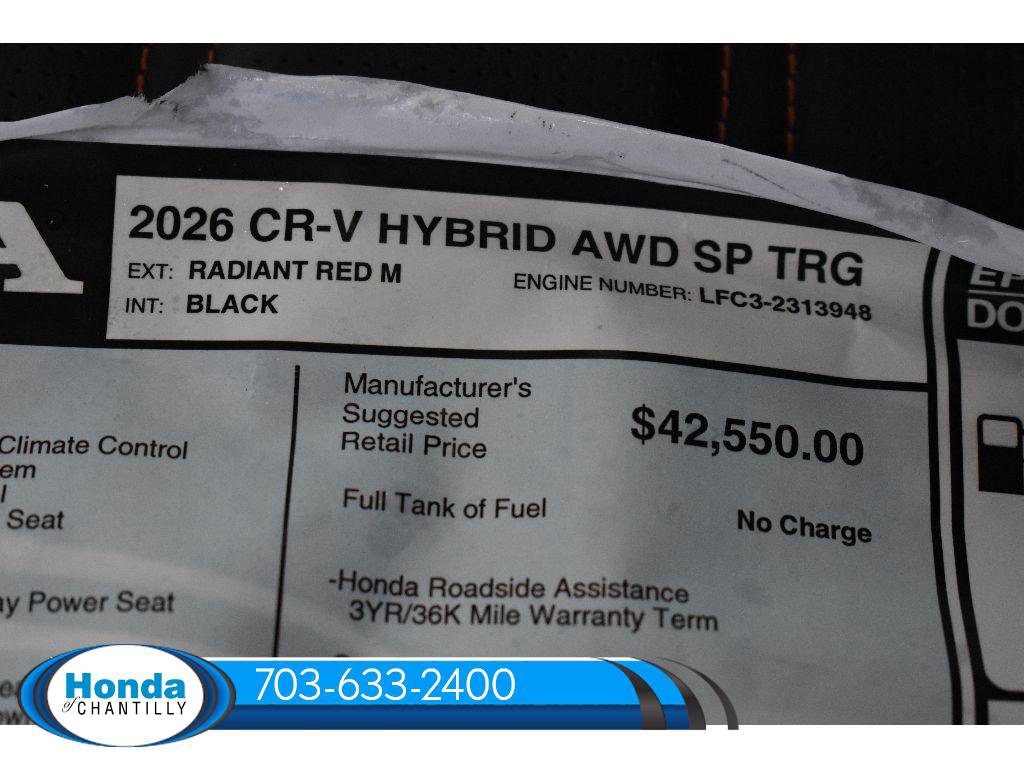 A
2026 CR-V HYBRID AWD SP TRG
EXT: RADIANT RED M
ENGINE NUMBER: LFC3-2313948
INT: BLACK
DO
Climate Control
em
l
Seat
ay Power Seat
Manufacturer's
Suggested
Retail Price
$42,550.00
Full Tank of Fuel
No Charge
-Honda Roadside Assistance
3YR/36K Mile Warranty Term
Honda
of CHANTILLY
703-633-2400